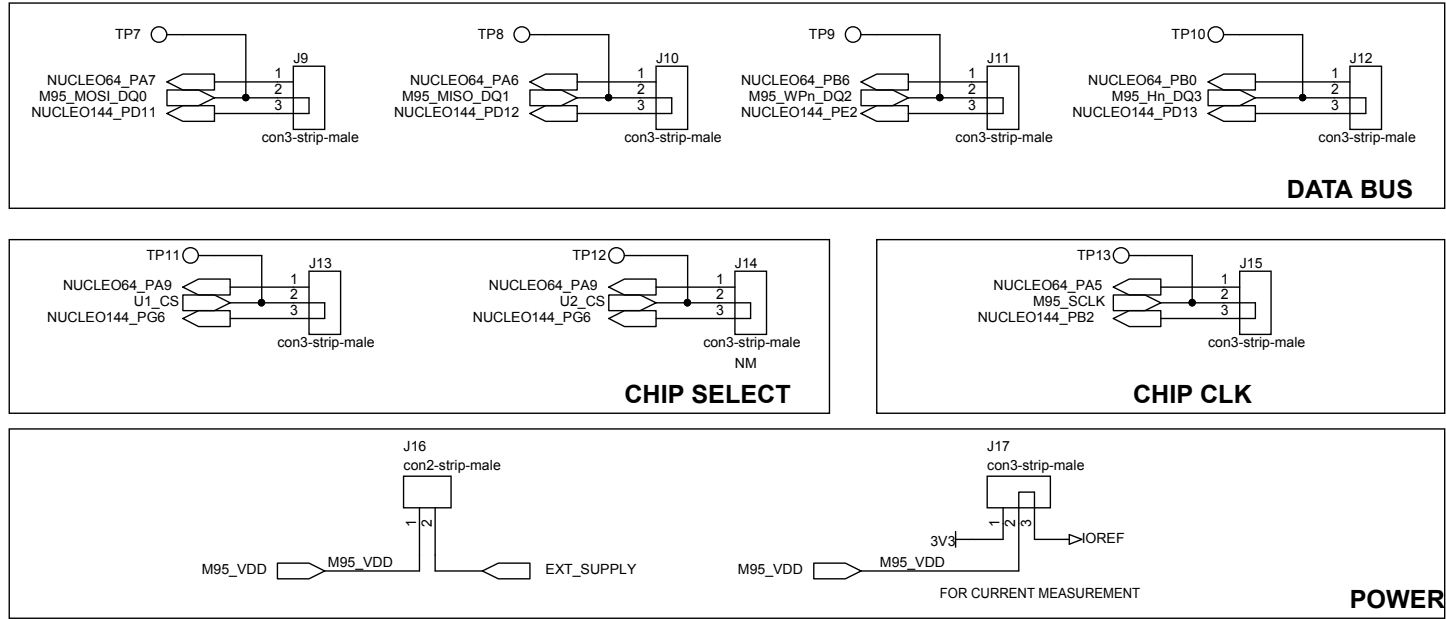 TP7
J9
NUCLEO64_PA7
1
M95_MOSI_DQ0
2
NUCLEO144_PD11
3
con3-strip-male
TP8
J10
NUCLEO64_PA6
1
M95_MISO_DQ1
2
NUCLEO144_PD12
3
con3-strip-male
TP9
J11
NUCLEO64_PB6
1
M95_WPn_DQ2
2
NUCLEO144_PE2
3
con3-strip-male
TP10
J12
NUCLEO64_PB0
1
M95_Hn_DQ3
2
NUCLEO144_PD13
3
con3-strip-male
DATA BUS
TP11
J13
NUCLEO64_PA9
1
U1_CS
2
NUCLEO144_PG6
3
con3-strip-male
TP12
J14
NUCLEO64_PA9
1
U2_CS
2
NUCLEO144_PG6
3
con3-strip-male
NM
CHIP SELECT
TP13
J15
NUCLEO64_PA5
1
M95_SCLK
2
NUCLEO144_PB2
3
con3-strip-male
CHIP CLK
J16
con2-strip-male
1
2
M95_VDD
M95_VDD
EXT_SUPPLY
J17
con3-strip-male
1
2
3
3V3
IOREF
M95_VDD
M95_VDD
FOR CURRENT MEASUREMENT
POWER